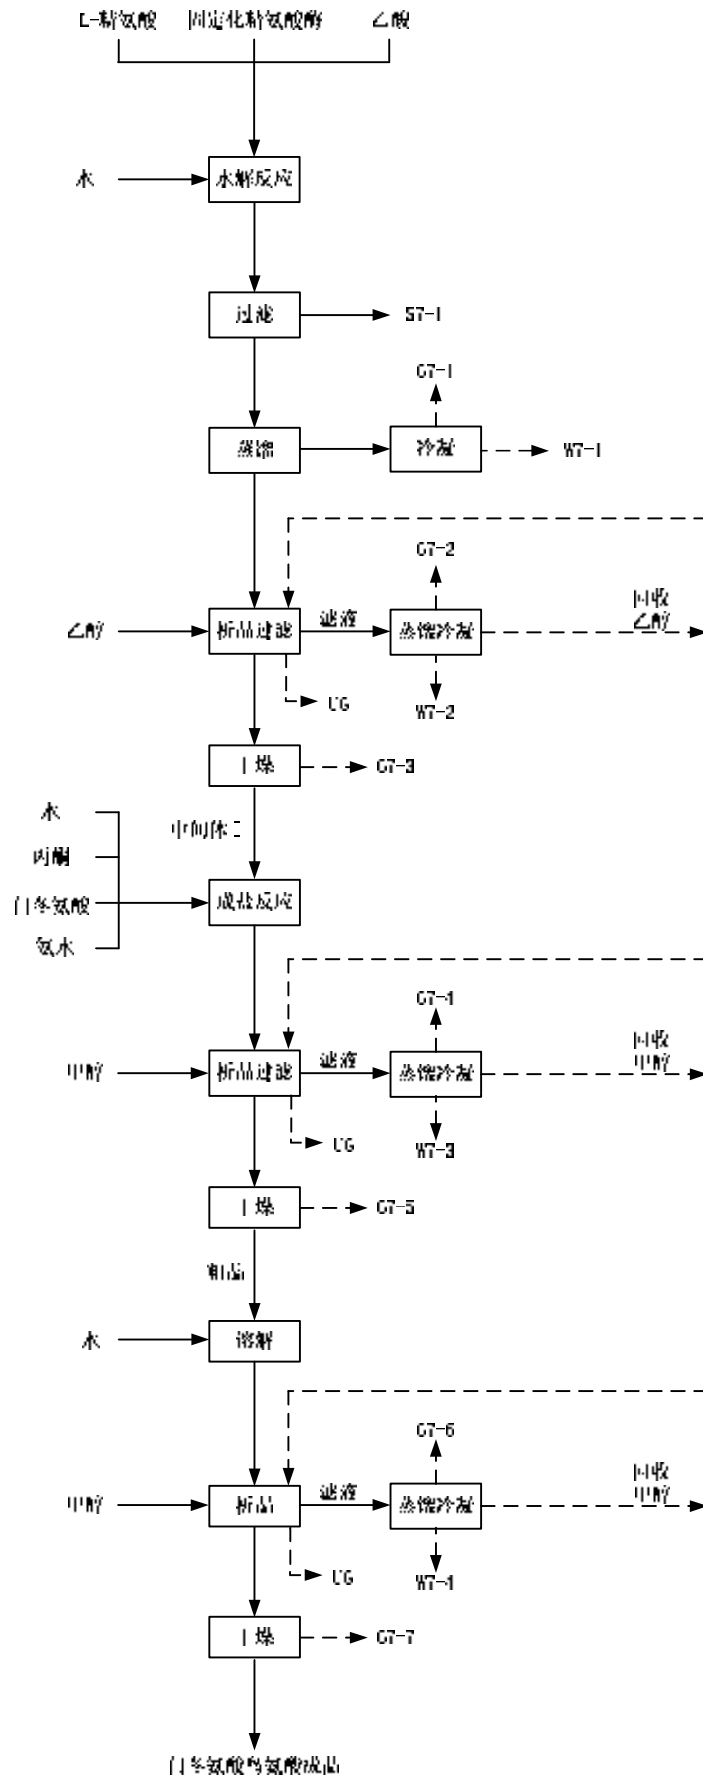 L-精氨酸 固定化精氨酸酶 乙酸
水 水解反应
过滤 S7-1
G7-1
蒸馏 冷凝 W7-1
G7-2
回收
乙醇 析晶过滤 滤液 蒸馏冷凝 乙醇
UG W7-2
干燥 G7-3
水 中间体I
丙酮
门冬氨酸 成盐反应
氨水
G7-4
回收
甲醇 析晶过滤 滤液 蒸馏冷凝 甲醇
UG W7-3
干燥 G7-5
粗品
水 溶解
G7-6
回收
甲醇 析晶 滤液 蒸馏冷凝 甲醇
UG W7-4
干燥 G7-7
门冬氨酸鸟氨酸成品